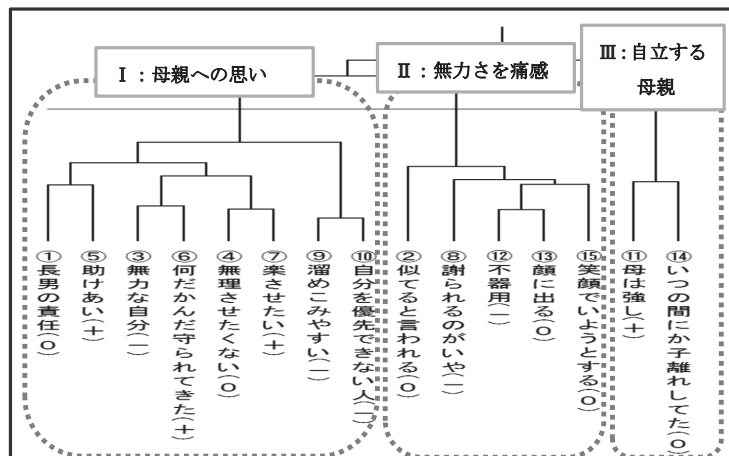 Ⅰ：母親への思い
Ⅱ：無力さを痛感
Ⅲ：自立する
母親
①長男の責任(0)
⑤助けあい(+)
③無力な自分(−)
⑥何だかんだ守られてきた(+)
④無理させたくない(0)
⑦楽させたい(+)
⑨溜めこみやすい(−)
⑩自分を優先できない人(−)
②似てると言われる(0)
⑧謝られるのがいや(−)
⑫不器用(−)
⑬顔に出る(0)
⑮笑顔でいようとする(0)
⑪母は強し(+)
⑭いつの間にか子離れしてた(0)